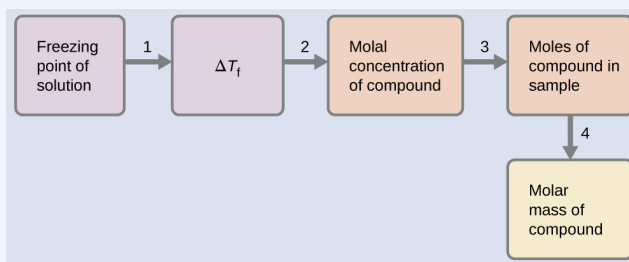 Freezing
point of
solution
1
ΔTf
2
Molal
concentration
of compound
3
Moles of
compound in
sample
4
Molar
mass of
compound